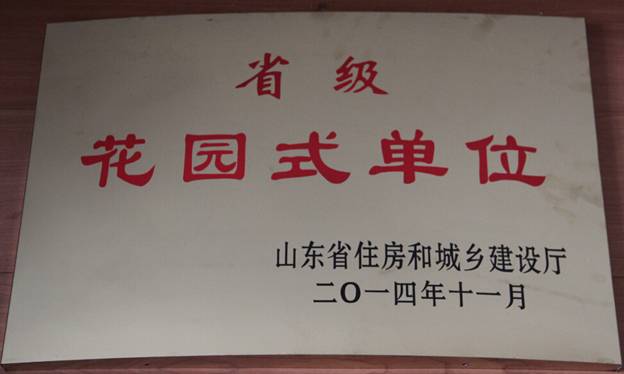 省级
花园式单位
山东省住房和城乡建设厅
二〇一四年十一月